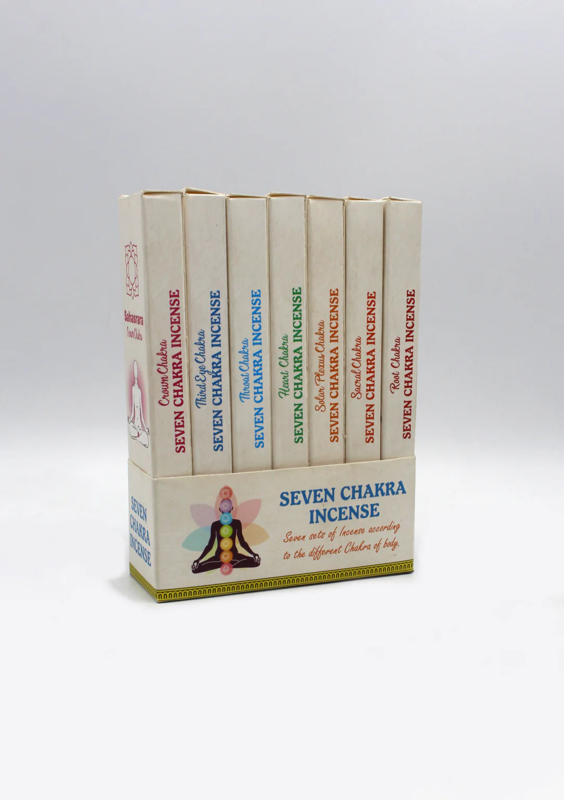 Sahasrara
Crown Chakra
Crown Chakra
SEVEN CHAKRA INCENSE
Third Eye Chakra
SEVEN CHAKRA INCENSE
Throat Chakra
SEVEN CHAKRA INCENSE
Heart Chakra
SEVEN CHAKRA INCENSE
Solar Plexus Chakra
SEVEN CHAKRA INCENSE
Sacral Chakra
SEVEN CHAKRA INCENSE
Root Chakra
SEVEN CHAKRA INCENSE
SEVEN
CHAKRA
INCENSE
SEVEN CHAKRA
INCENSE
Seven sets of Incense according
to the different Chakra of body.